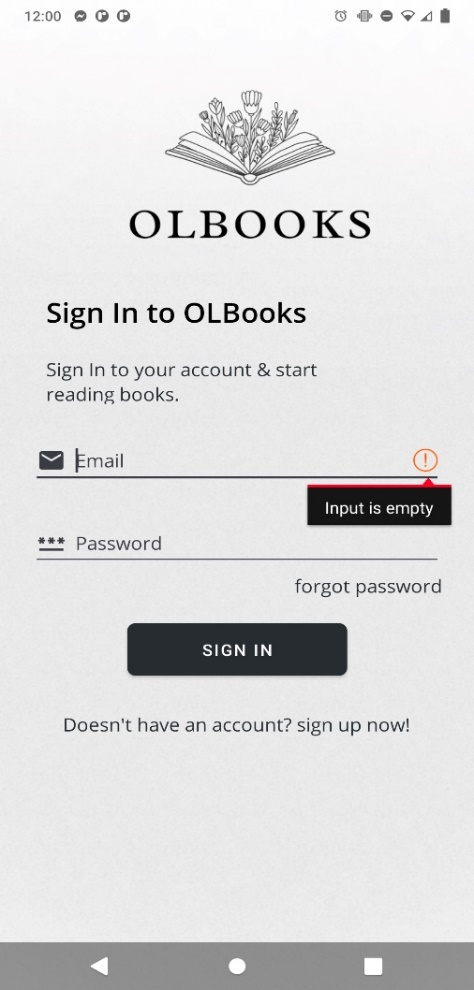 12:00
OLBOOKS
Sign In to OLBooks
Sign In to your account & start
reading books.
Email
Input is empty
*** Password
forgot password
SIGN IN
Doesn't have an account? sign up now!